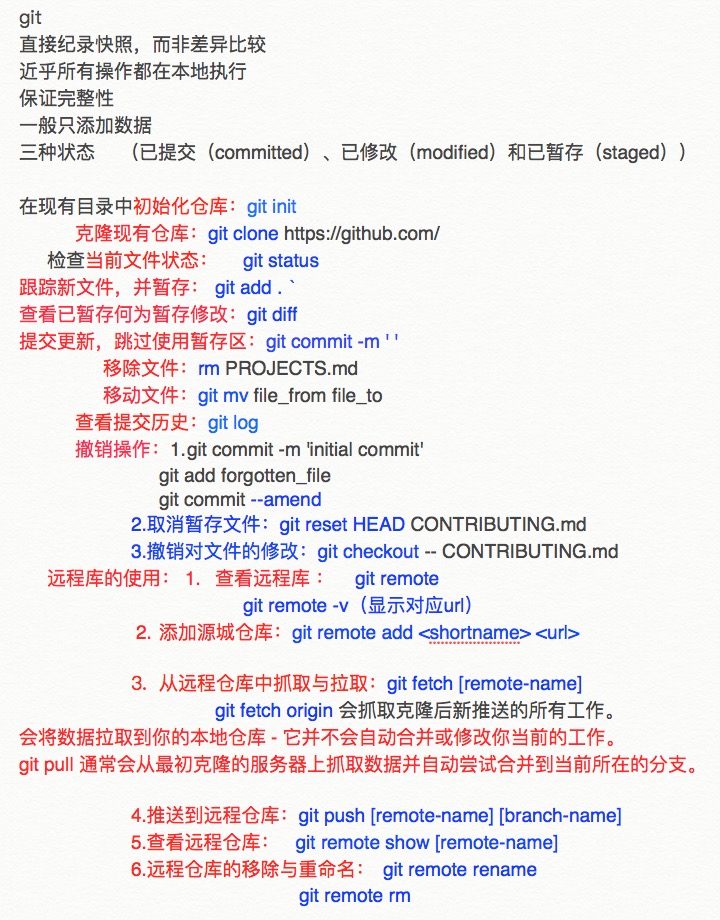 git
直接纪录快照，而非差异比较
近乎所有操作都在本地执行
保证完整性
一般只添加数据
三种状态 （已提交（committed）、已修改（modified）和已暂存（staged））
在现有目录中初始化仓库：git init
克隆现有仓库：git clone https://github.com/
检查当前文件状态： git status
跟踪新文件，并暂存： git add . `
查看已暂存何为暂存修改：git diff
提交更新，跳过使用暂存区：git commit -m ' '
移除文件：rm PROJECTS.md
移动文件：git mv file_from file_to
查看提交历史：git log
撤销操作：1.git commit -m 'initial commit'
git add forgotten_file
git commit --amend
2.取消暂存文件：git reset HEAD CONTRIBUTING.md
3.撤销对文件的修改：git checkout -- CONTRIBUTING.md
远程库的使用： 1. 查看远程库 ： git remote
git remote -v（显示对应url）
2. 添加源城仓库：git remote add <shortname> <url>
3. 从远程仓库中抓取与拉取：git fetch [remote-name]
git fetch origin 会抓取克隆后新推送的所有工作。
会将数据拉取到你的本地仓库 - 它并不会自动合并或修改你当前的工作。
git pull 通常会从最初克隆的服务器上抓取数据并自动尝试合并到当前所在的分支。
4.推送到远程仓库：git push [remote-name] [branch-name]
5.查看远程仓库： git remote show [remote-name]
6.远程仓库的移除与重命名： git remote rename
git remote rm